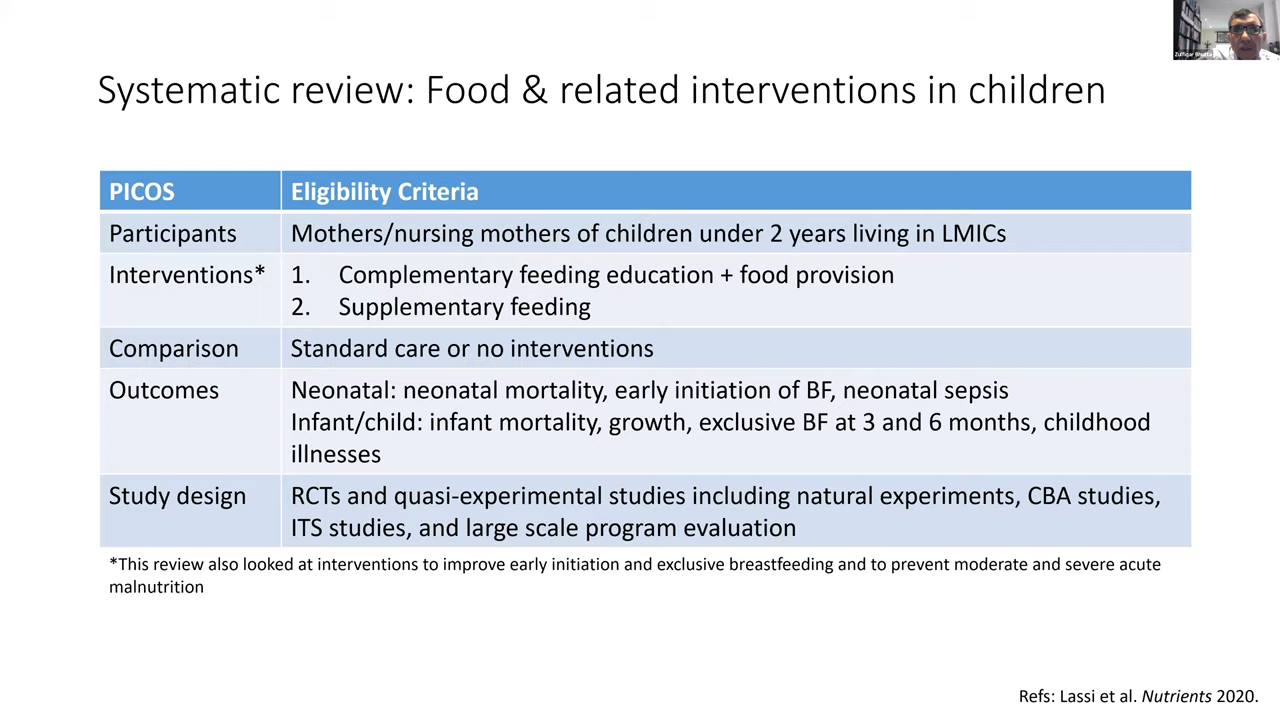 Zulfiqar Bhutta
Systematic review: Food & related interventions in children
PICOS
Eligibility Criteria
Participants
Mothers/nursing mothers of children under 2 years living in LMICs
Interventions*
1. Complementary feeding education + food provision
2. Supplementary feeding
Comparison
Standard care or no interventions
Outcomes
Neonatal: neonatal mortality, early initiation of BF, neonatal sepsis
Infant/child: infant mortality, growth, exclusive BF at 3 and 6 months, childhood
illnesses
Study design
RCTs and quasi-experimental studies including natural experiments, CBA studies,
ITS studies, and large scale program evaluation
*This review also looked at interventions to improve early initiation and exclusive breastfeeding and to prevent moderate and severe acute
malnutrition
Refs: Lassi et al. Nutrients 2020.